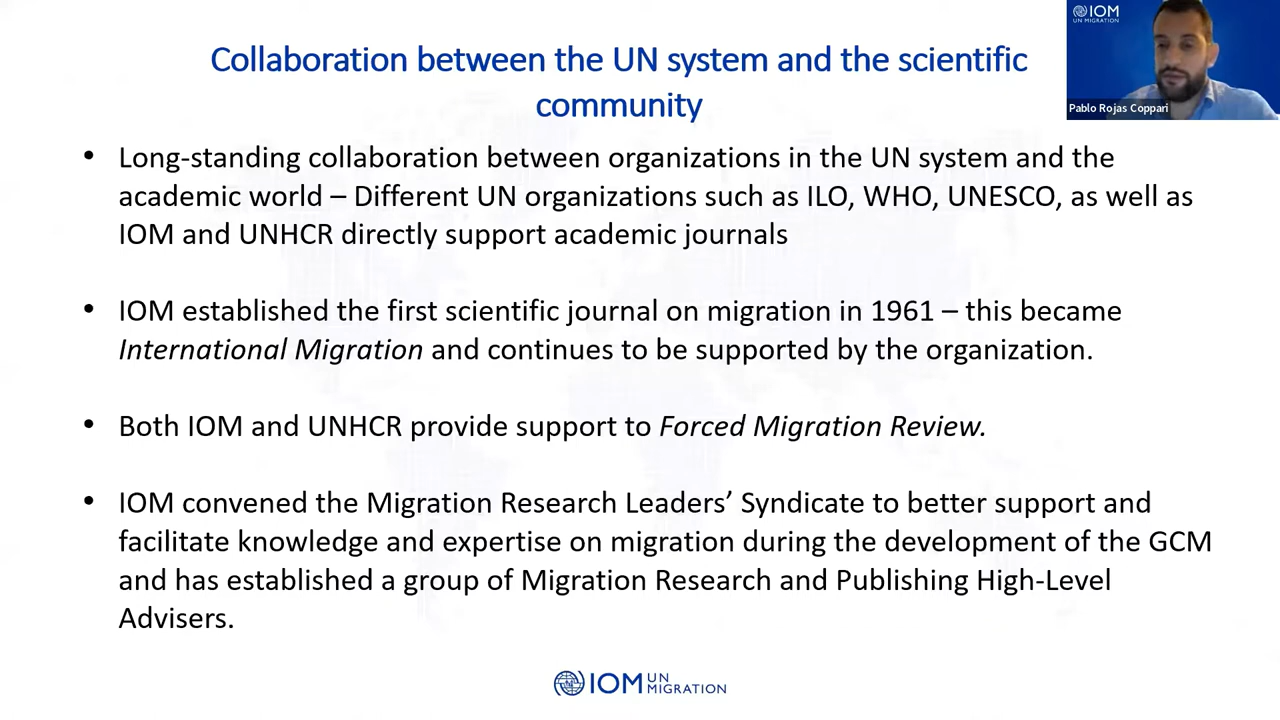 Collaboration between the UN system and the scientific
community
IOM
UN MIGRATION
Pablo Rojas Coppari
• Long-standing collaboration between organizations in the UN system and the
academic world – Different UN organizations such as ILO, WHO, UNESCO, as well as
IOM and UNHCR directly support academic journals
• IOM established the first scientific journal on migration in 1961 – this became
International Migration and continues to be supported by the organization.
• Both IOM and UNHCR provide support to Forced Migration Review.
• IOM convened the Migration Research Leaders’ Syndicate to better support and
facilitate knowledge and expertise on migration during the development of the GCM
and has established a group of Migration Research and Publishing High-Level
Advisers.
IOM UN
MIGRATION